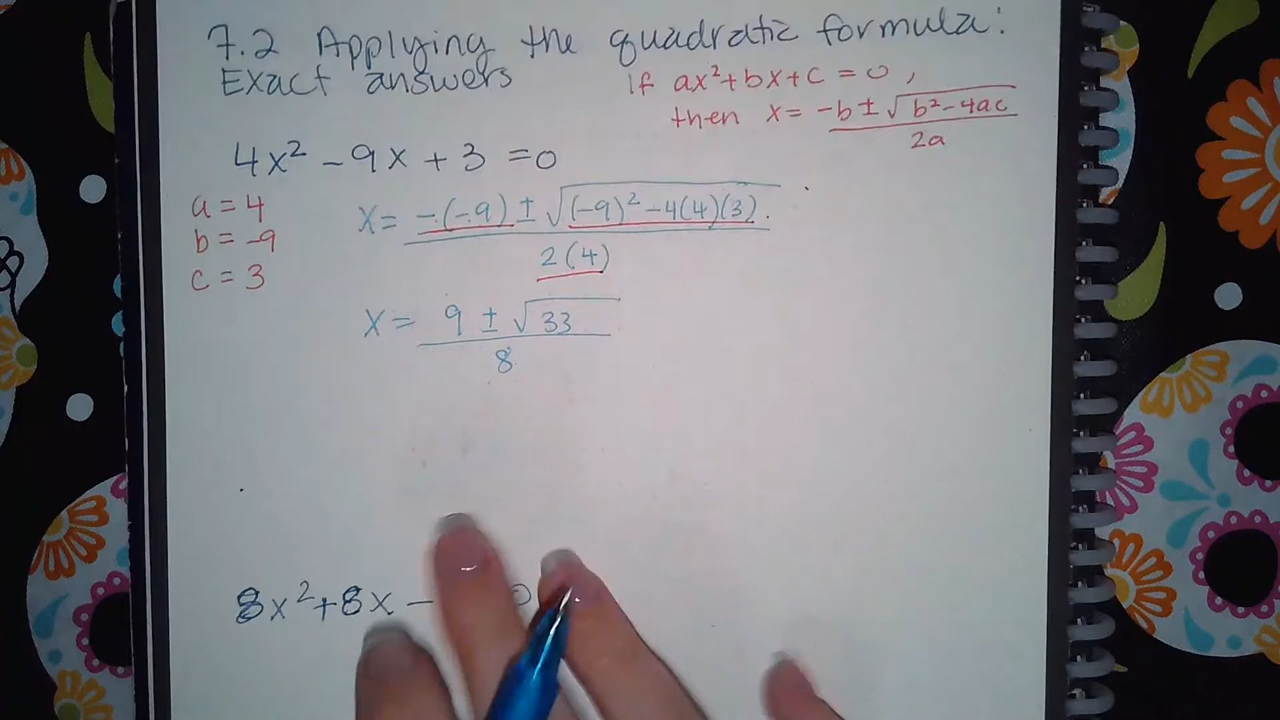 7.2 Applying the quadratic formula:
Exact answers
If ax²+bx+c = 0,
then x = -b ± √(b²-4ac)
2a
4x² - 9x + 3 = 0
a = 4
b = -9
c = 3
x = -(-9) ± √((-9)² - 4(4)(3)).
2(4)
x = 9 ± √33
8
8x²+8x -